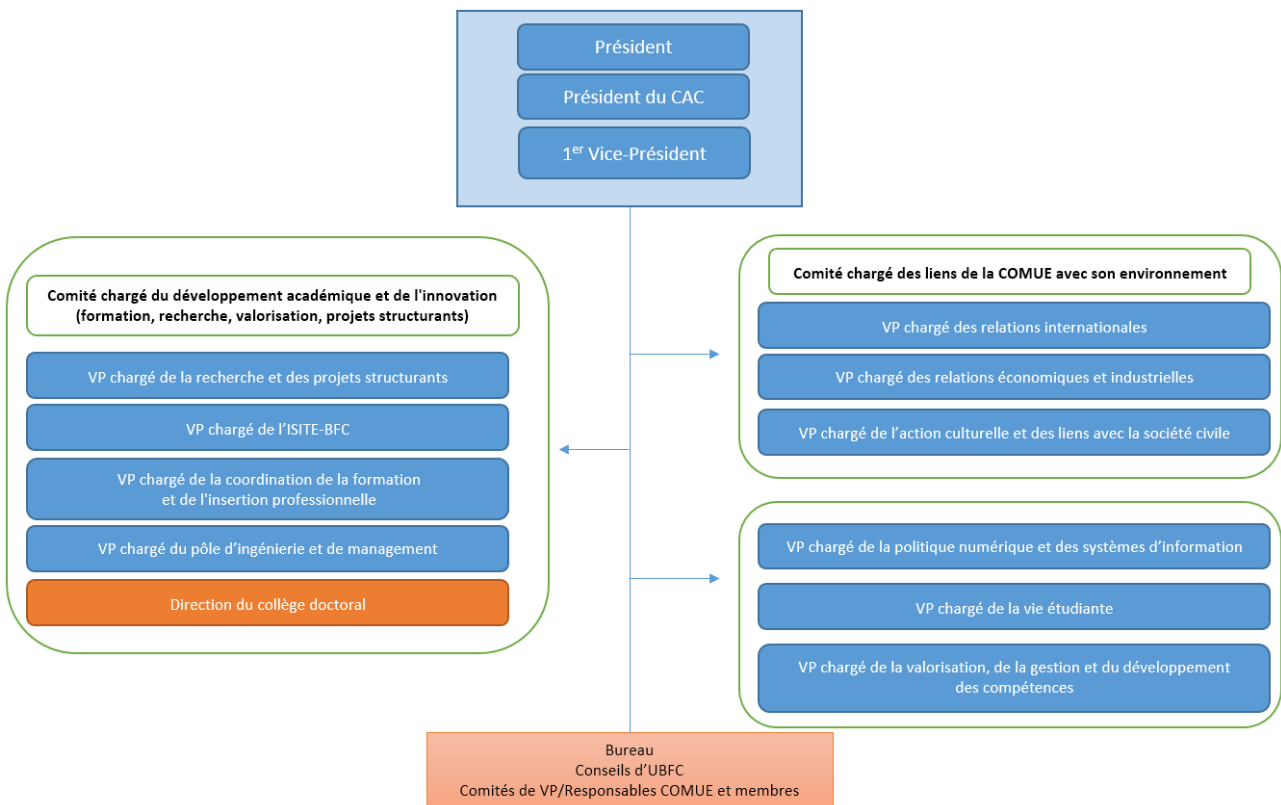 Président
Président du CAC
1er Vice-Président
Comité chargé du développement académique et de l'innovation
(formation, recherche, valorisation, projets structurants)
VP chargé de la recherche et des projets structurants
VP chargé de l’ISITE-BFC
VP chargé de la coordination de la formation
et de l'insertion professionnelle
VP chargé du pôle d’ingénierie et de management
Direction du collège doctoral
Comité chargé des liens de la COMUE avec son environnement
VP chargé des relations internationales
VP chargé des relations économiques et industrielles
VP chargé de l’action culturelle et des liens avec la société civile
VP chargé de la politique numérique et des systèmes d’information
VP chargé de la vie étudiante
VP chargé de la valorisation, de la gestion et du développement
des compétences
Bureau
Conseils d’UBFC
Comités de VP/Responsables COMUE et membres